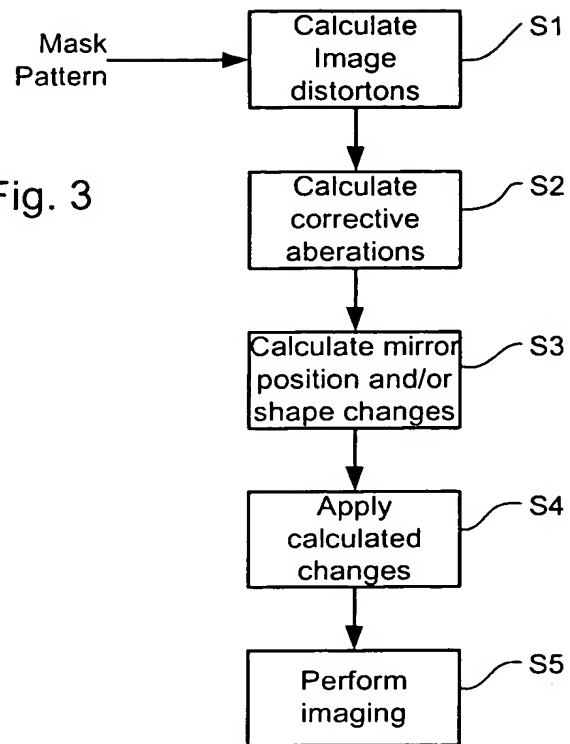 Mask
Pattern
Calculate
Image
distortons
S1
Fig. 3
Calculate
corrective
aberations
S2
Calculate mirror
position and/or
shape changes
S3
Apply
calculated
changes
S4
Perform
imaging
S5